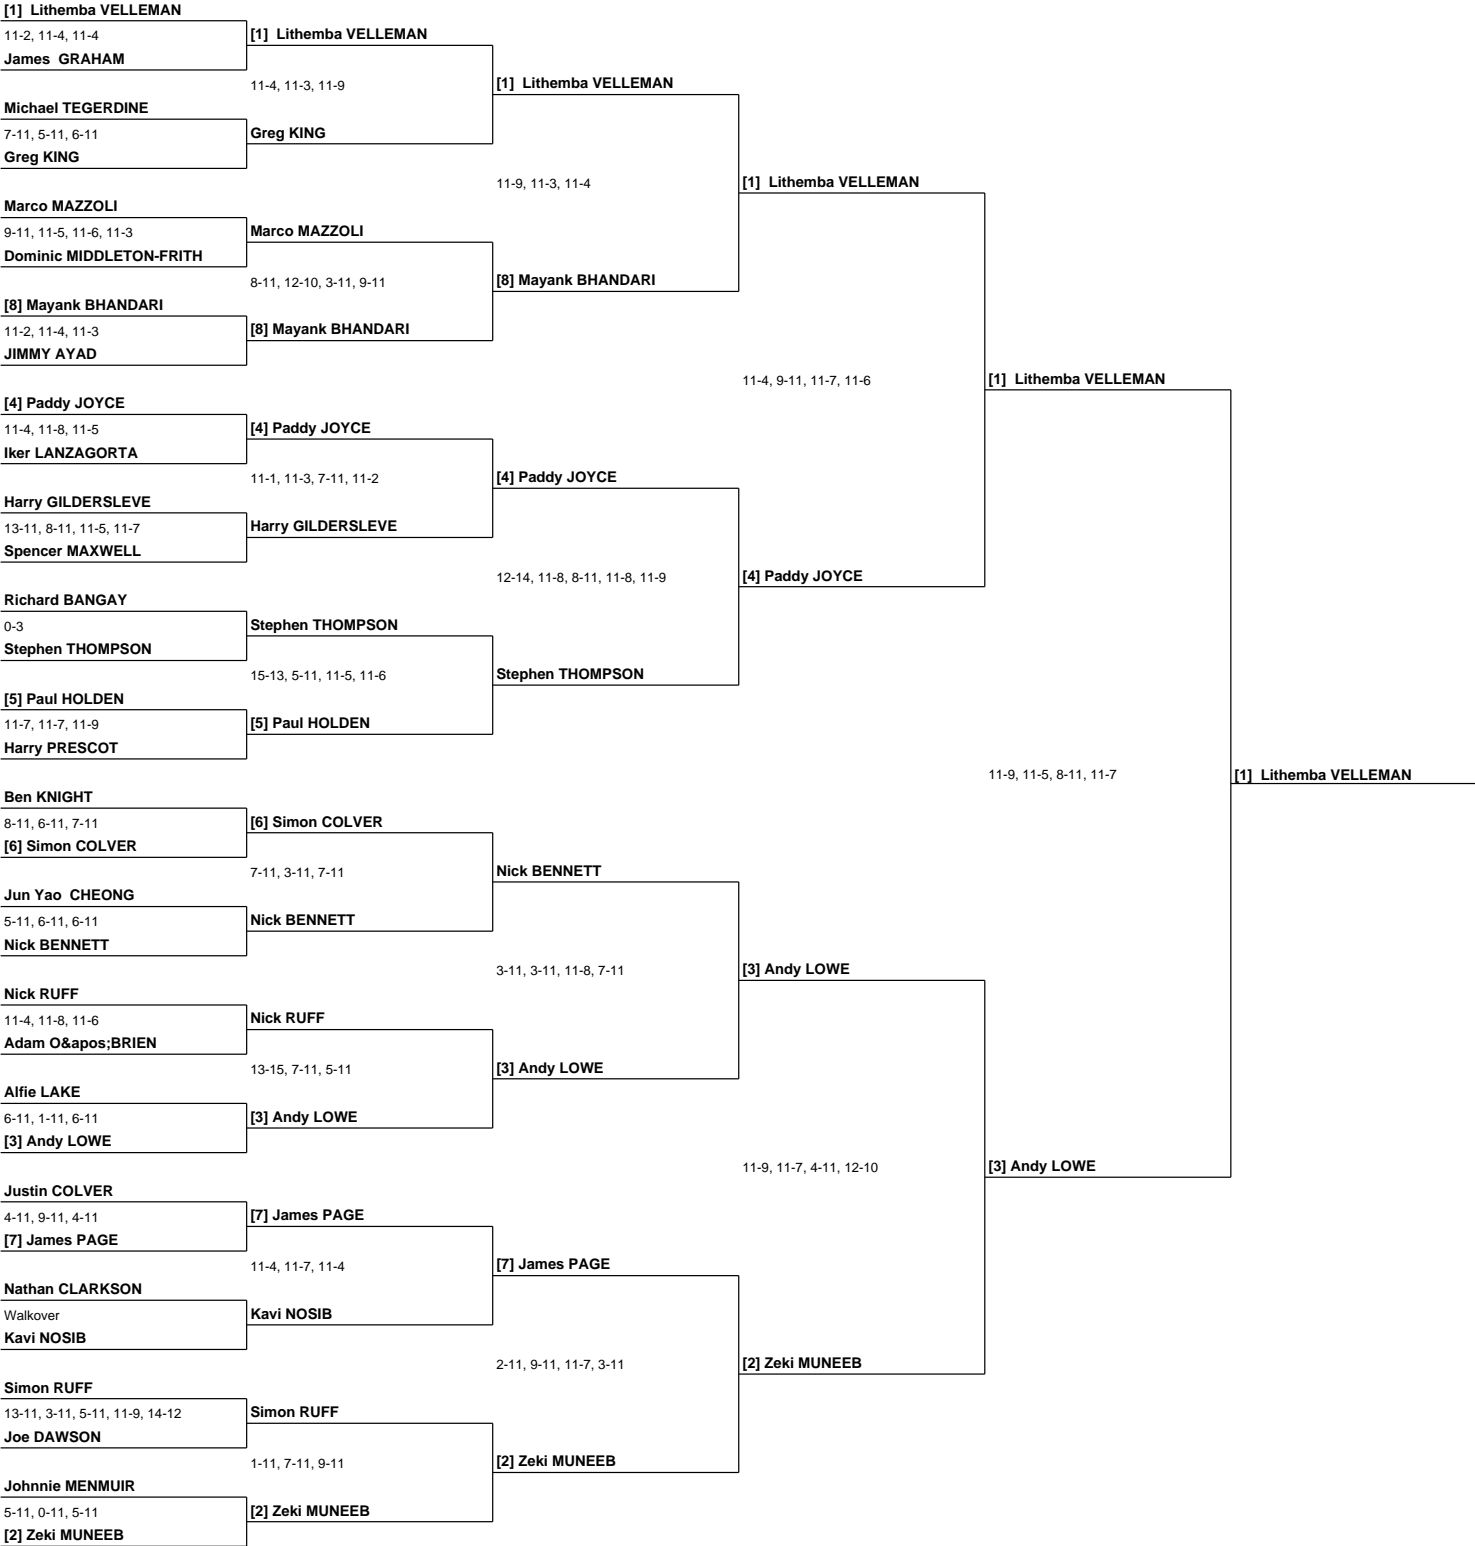 [1]  Lithemba VELLEMAN
11-2, 11-4, 11-4
James  GRAHAM
Michael TEGERDINE
7-11, 5-11, 6-11
Greg KING
Marco MAZZOLI
9-11, 11-5, 11-6, 11-3
Dominic MIDDLETON-FRITH
[8] Mayank BHANDARI
11-2, 11-4, 11-3
JIMMY AYAD
[4] Paddy JOYCE
11-4, 11-8, 11-5
Iker LANZAGORTA
Harry GILDERSLEVE
13-11, 8-11, 11-5, 11-7
Spencer MAXWELL
Richard BANGAY
0-3
Stephen THOMPSON
[5] Paul HOLDEN
11-7, 11-7, 11-9
Harry PRESCOT
Ben KNIGHT
8-11, 6-11, 7-11
[6] Simon COLVER
Jun Yao  CHEONG
5-11, 6-11, 6-11
Nick BENNETT
Nick RUFF
11-4, 11-8, 11-6
Adam O&apos;BRIEN
Alfie LAKE
6-11, 1-11, 6-11
[3] Andy LOWE
Justin COLVER
4-11, 9-11, 4-11
[7] James PAGE
Nathan CLARKSON
Walkover
Kavi NOSIB
Simon RUFF
13-11, 3-11, 5-11, 11-9, 14-12
Joe DAWSON
Johnnie MENMUIR
5-11, 0-11, 5-11
[2] Zeki MUNEEB
[1]  Lithemba VELLEMAN
11-4, 11-3, 11-9
Greg KING
Marco MAZZOLI
8-11, 12-10, 3-11, 9-11
[8] Mayank BHANDARI
[4] Paddy JOYCE
11-1, 11-3, 7-11, 11-2
Harry GILDERSLEVE
Stephen THOMPSON
15-13, 5-11, 11-5, 11-6
[5] Paul HOLDEN
[6] Simon COLVER
7-11, 3-11, 7-11
Nick BENNETT
Nick RUFF
13-15, 7-11, 5-11
[3] Andy LOWE
[7] James PAGE
11-4, 11-7, 11-4
Kavi NOSIB
Simon RUFF
1-11, 7-11, 9-11
[2] Zeki MUNEEB
[1]  Lithemba VELLEMAN
11-9, 11-3, 11-4
[8] Mayank BHANDARI
[4] Paddy JOYCE
12-14, 11-8, 8-11, 11-8, 11-9
Stephen THOMPSON
Nick BENNETT
3-11, 3-11, 11-8, 7-11
[3] Andy LOWE
[7] James PAGE
2-11, 9-11, 11-7, 3-11
[2] Zeki MUNEEB
[1]  Lithemba VELLEMAN
11-4, 9-11, 11-7, 11-6
[4] Paddy JOYCE
[3] Andy LOWE
11-9, 11-7, 4-11, 12-10
[2] Zeki MUNEEB
[1]  Lithemba VELLEMAN
11-9, 11-5, 8-11, 11-7
[3] Andy LOWE
[1]  Lithemba VELLEMAN